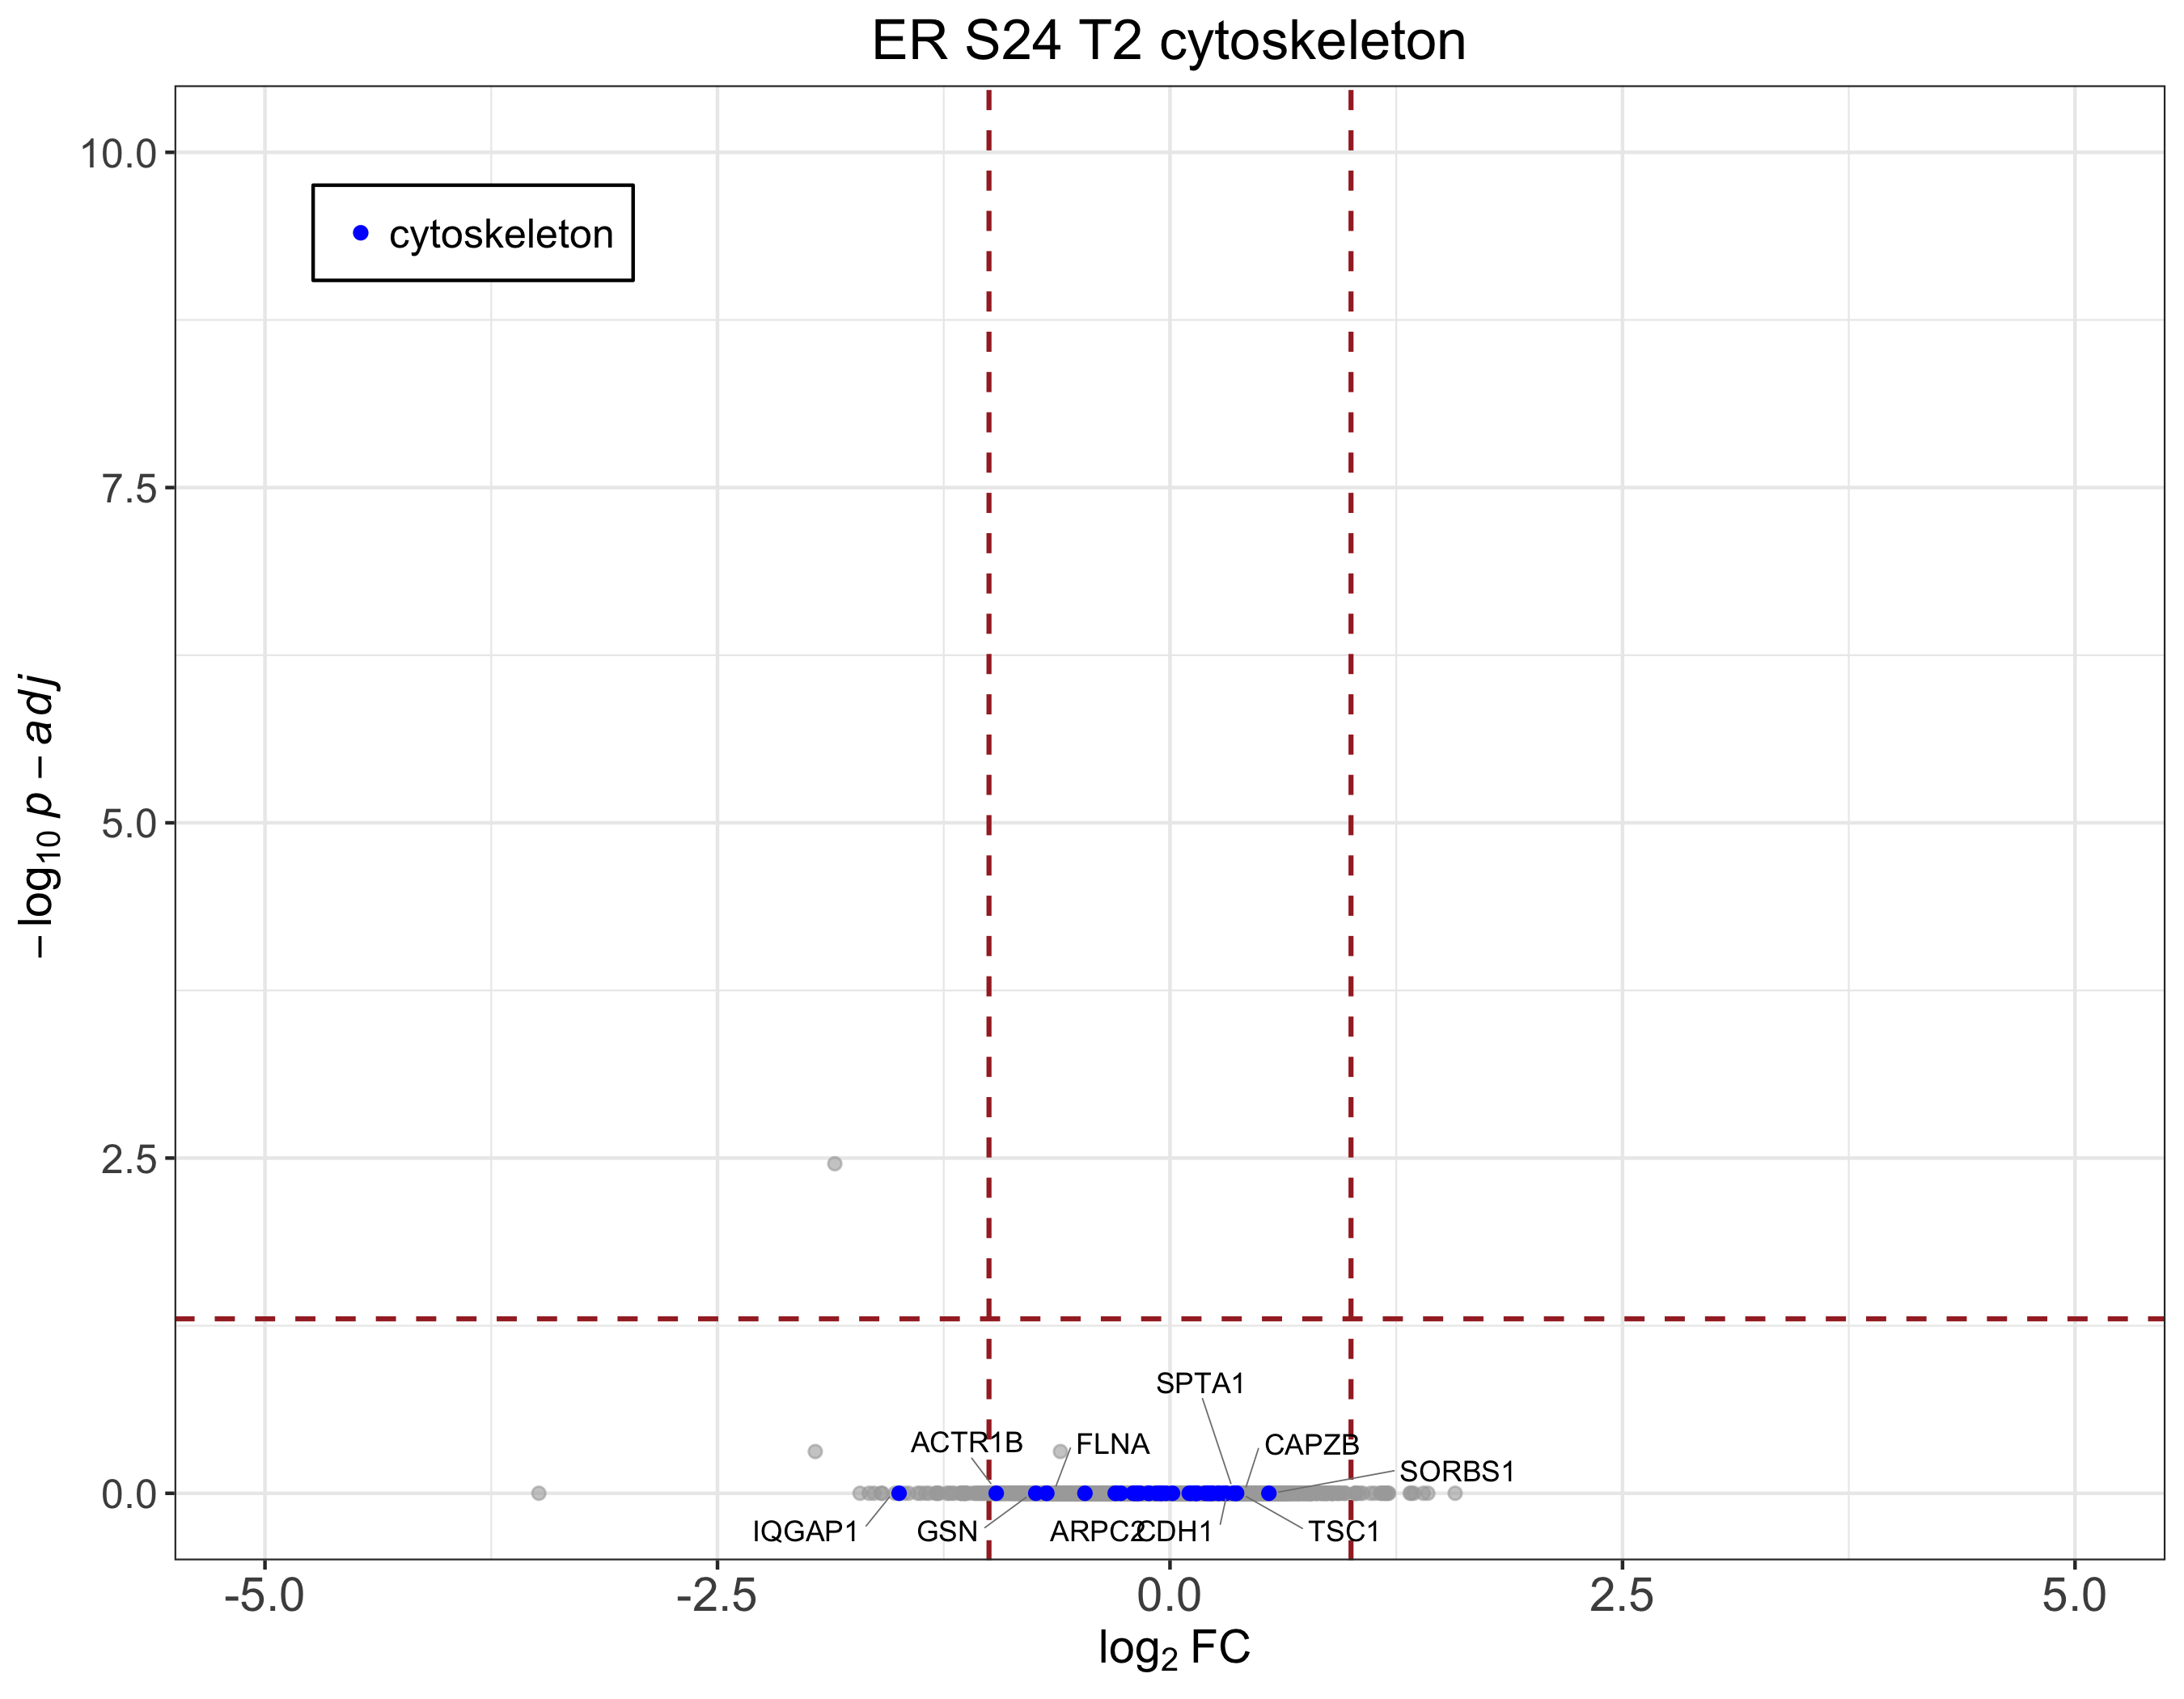 ER S24 T2 cytoskeleton
10.0
cytoskeleton
7.5
5.0
2.5
0.0
−log10 p − adj
SPTA1
ACTR1B
FLNA
CAPZB
SORBS1
IQGAP1
GSN
ARPC2
CDH1
TSC1
-5.0
-2.5
0.0
2.5
5.0
log2 FC